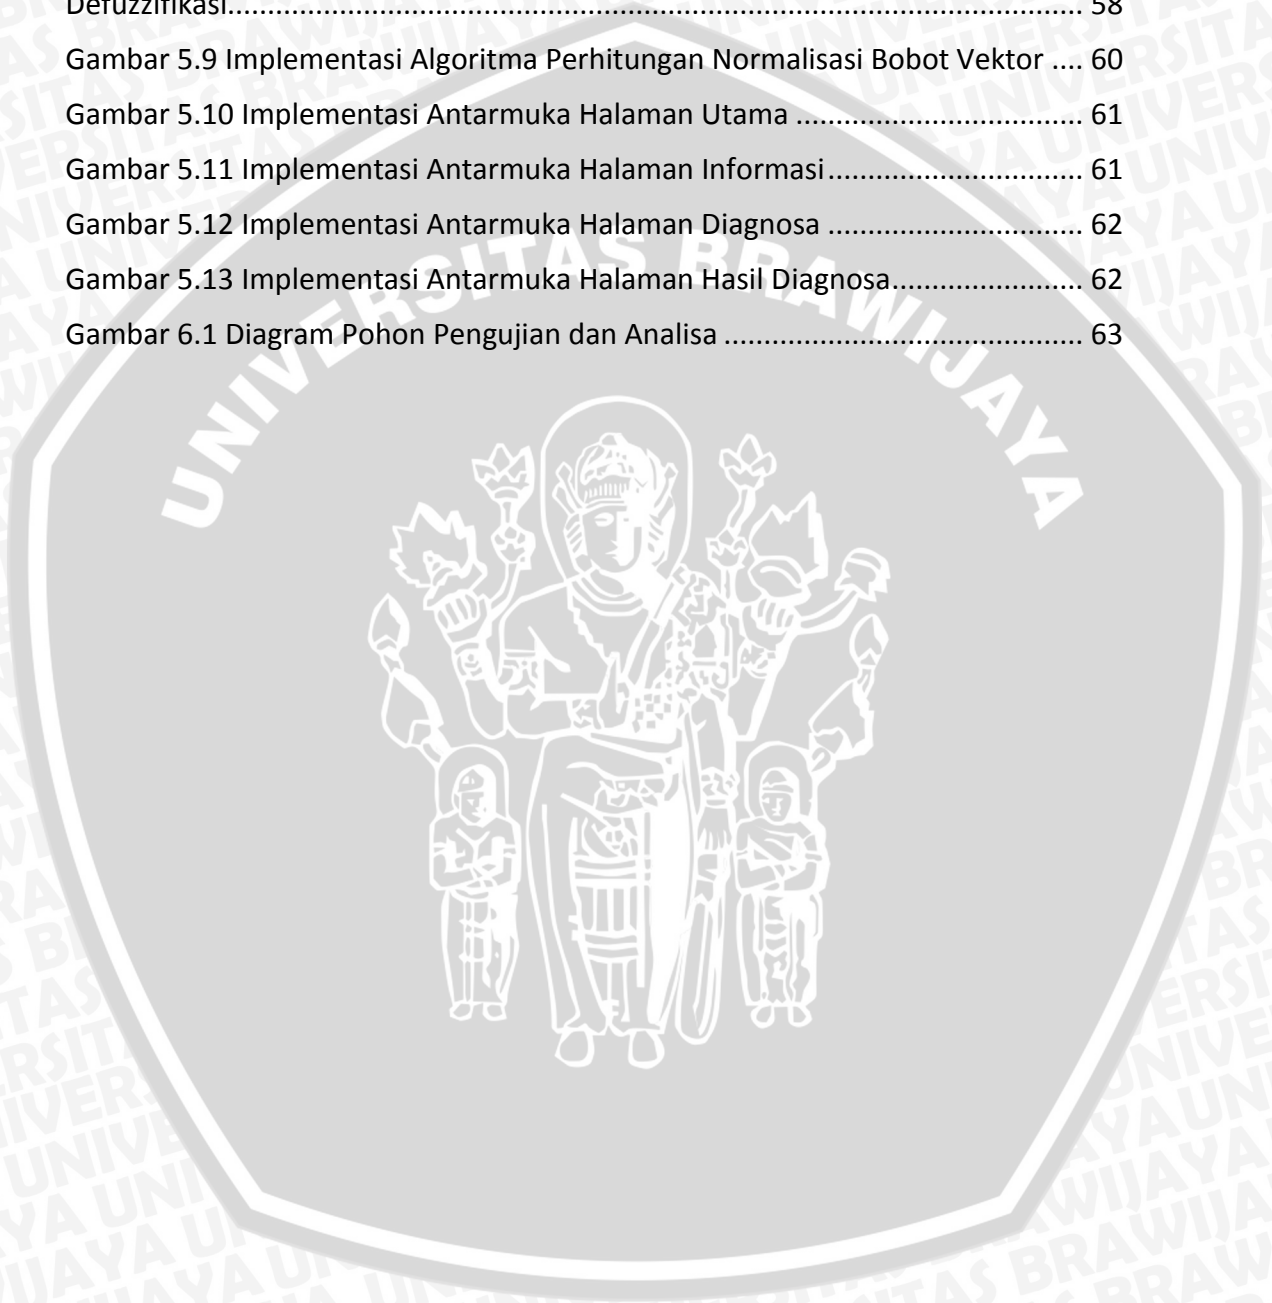 Defuzzifikasi........................................................................................................... 58
Gambar 5.9 Implementasi Algoritma Perhitungan Normalisasi Bobot Vektor .... 60
Gambar 5.10 Implementasi Antarmuka Halaman Utama .................................... 61
Gambar 5.11 Implementasi Antarmuka Halaman Informasi................................ 61
Gambar 5.12 Implementasi Antarmuka Halaman Diagnosa ................................ 62
Gambar 5.13 Implementasi Antarmuka Halaman Hasil Diagnosa........................ 62
Gambar 6.1 Diagram Pohon Pengujian dan Analisa ............................................. 63
UNIVERSITAS BRAWIJAYA